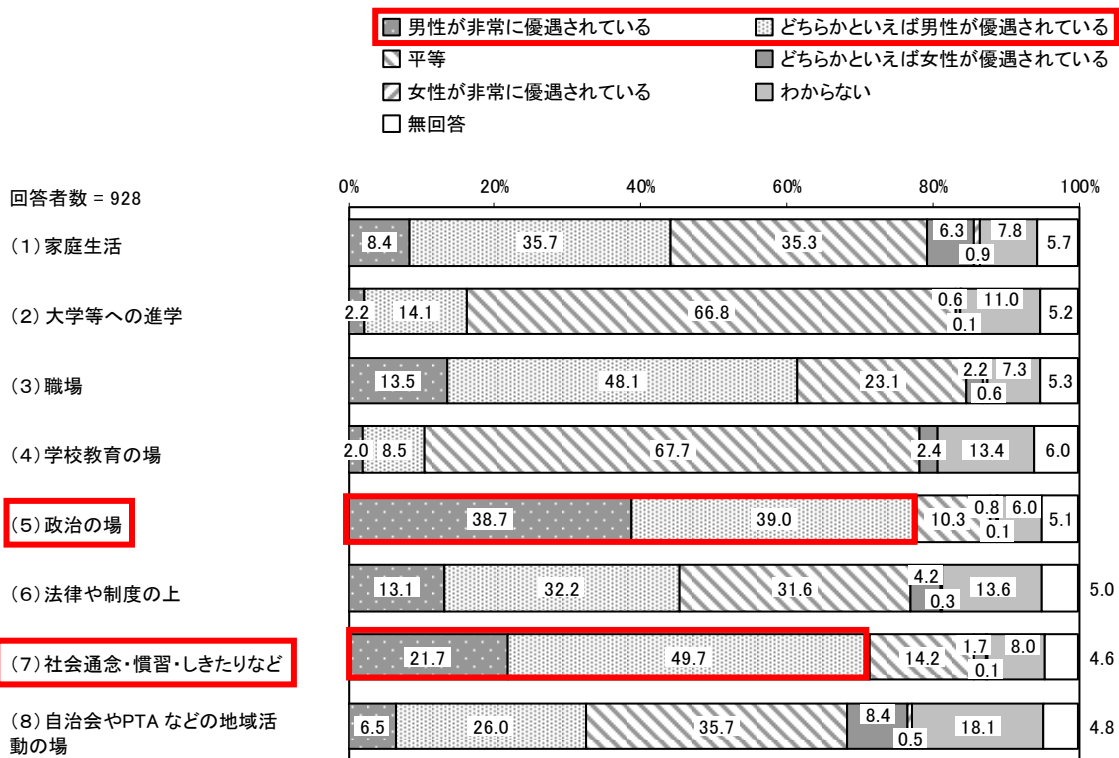 男性が非常に優遇されている どちらかといえば男性が優遇されている
平等 どちらかといえば女性が優遇されている
女性が非常に優遇されている わからない
無回答
回答者数 = 928
0% 20% 40% 60% 80% 100%
(1)家庭生活 8.4 35.7 35.3 6.3 0.9 7.8 5.7
(2)大学等への進学 2.2 14.1 66.8 0.6 0.1 11.0 5.2
(3)職場 13.5 48.1 23.1 2.2 0.6 7.3 5.3
(4)学校教育の場 2.0 8.5 67.7 2.4 13.4 6.0
(5)政治の場 38.7 39.0 10.3 0.8 0.1 6.0 5.1
(6)法律や制度の上 13.1 32.2 31.6 4.2 0.3 13.6 5.0
(7)社会通念・慣習・しきたりなど 21.7 49.7 14.2 1.7 0.1 8.0 4.6
(8)自治会やPTA などの地域活
動の場 6.5 26.0 35.7 8.4 0.5 18.1 4.8